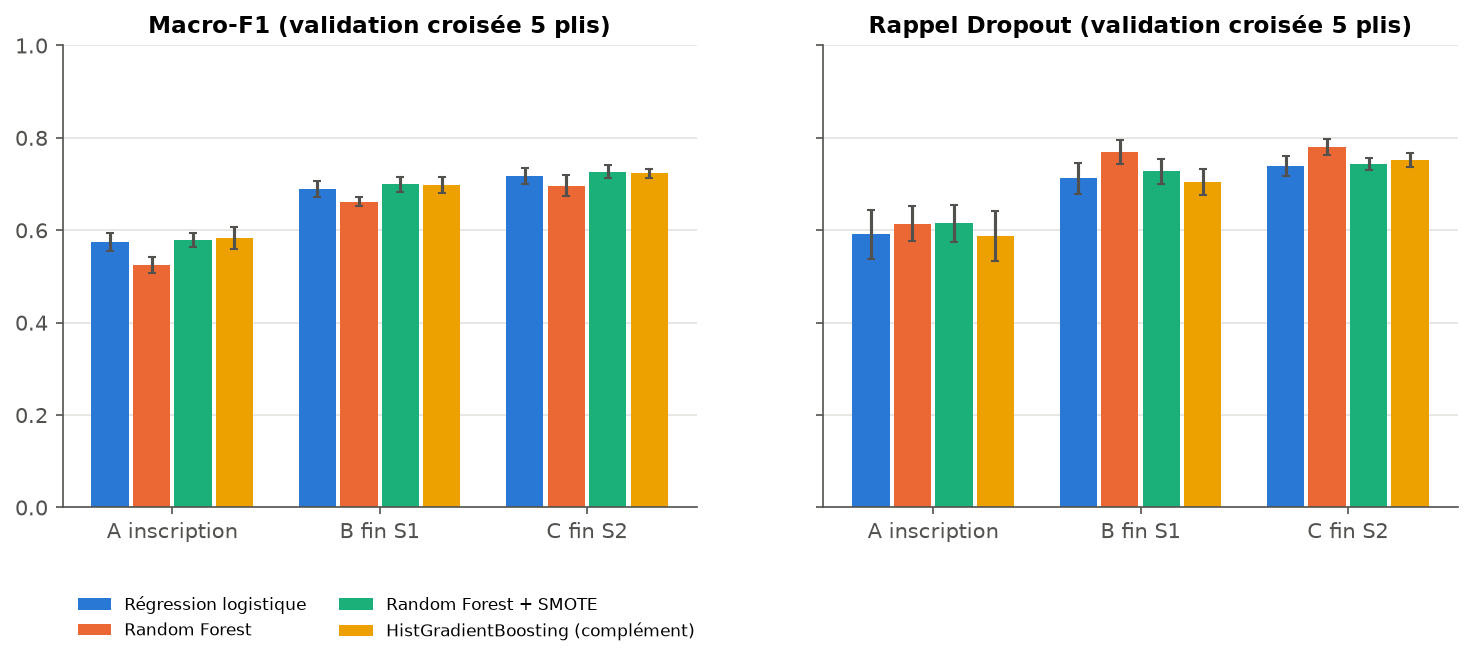 Macro-F1 (validation croisée 5 plis)
Rappel Dropout (validation croisée 5 plis)
1.0
0.8
0.6
0.4
0.2
0.0
A inscription
B fin S1
C fin S2
A inscription
B fin S1
C fin S2
Régression logistique
Random Forest
Random Forest + SMOTE
HistGradientBoosting (complément)